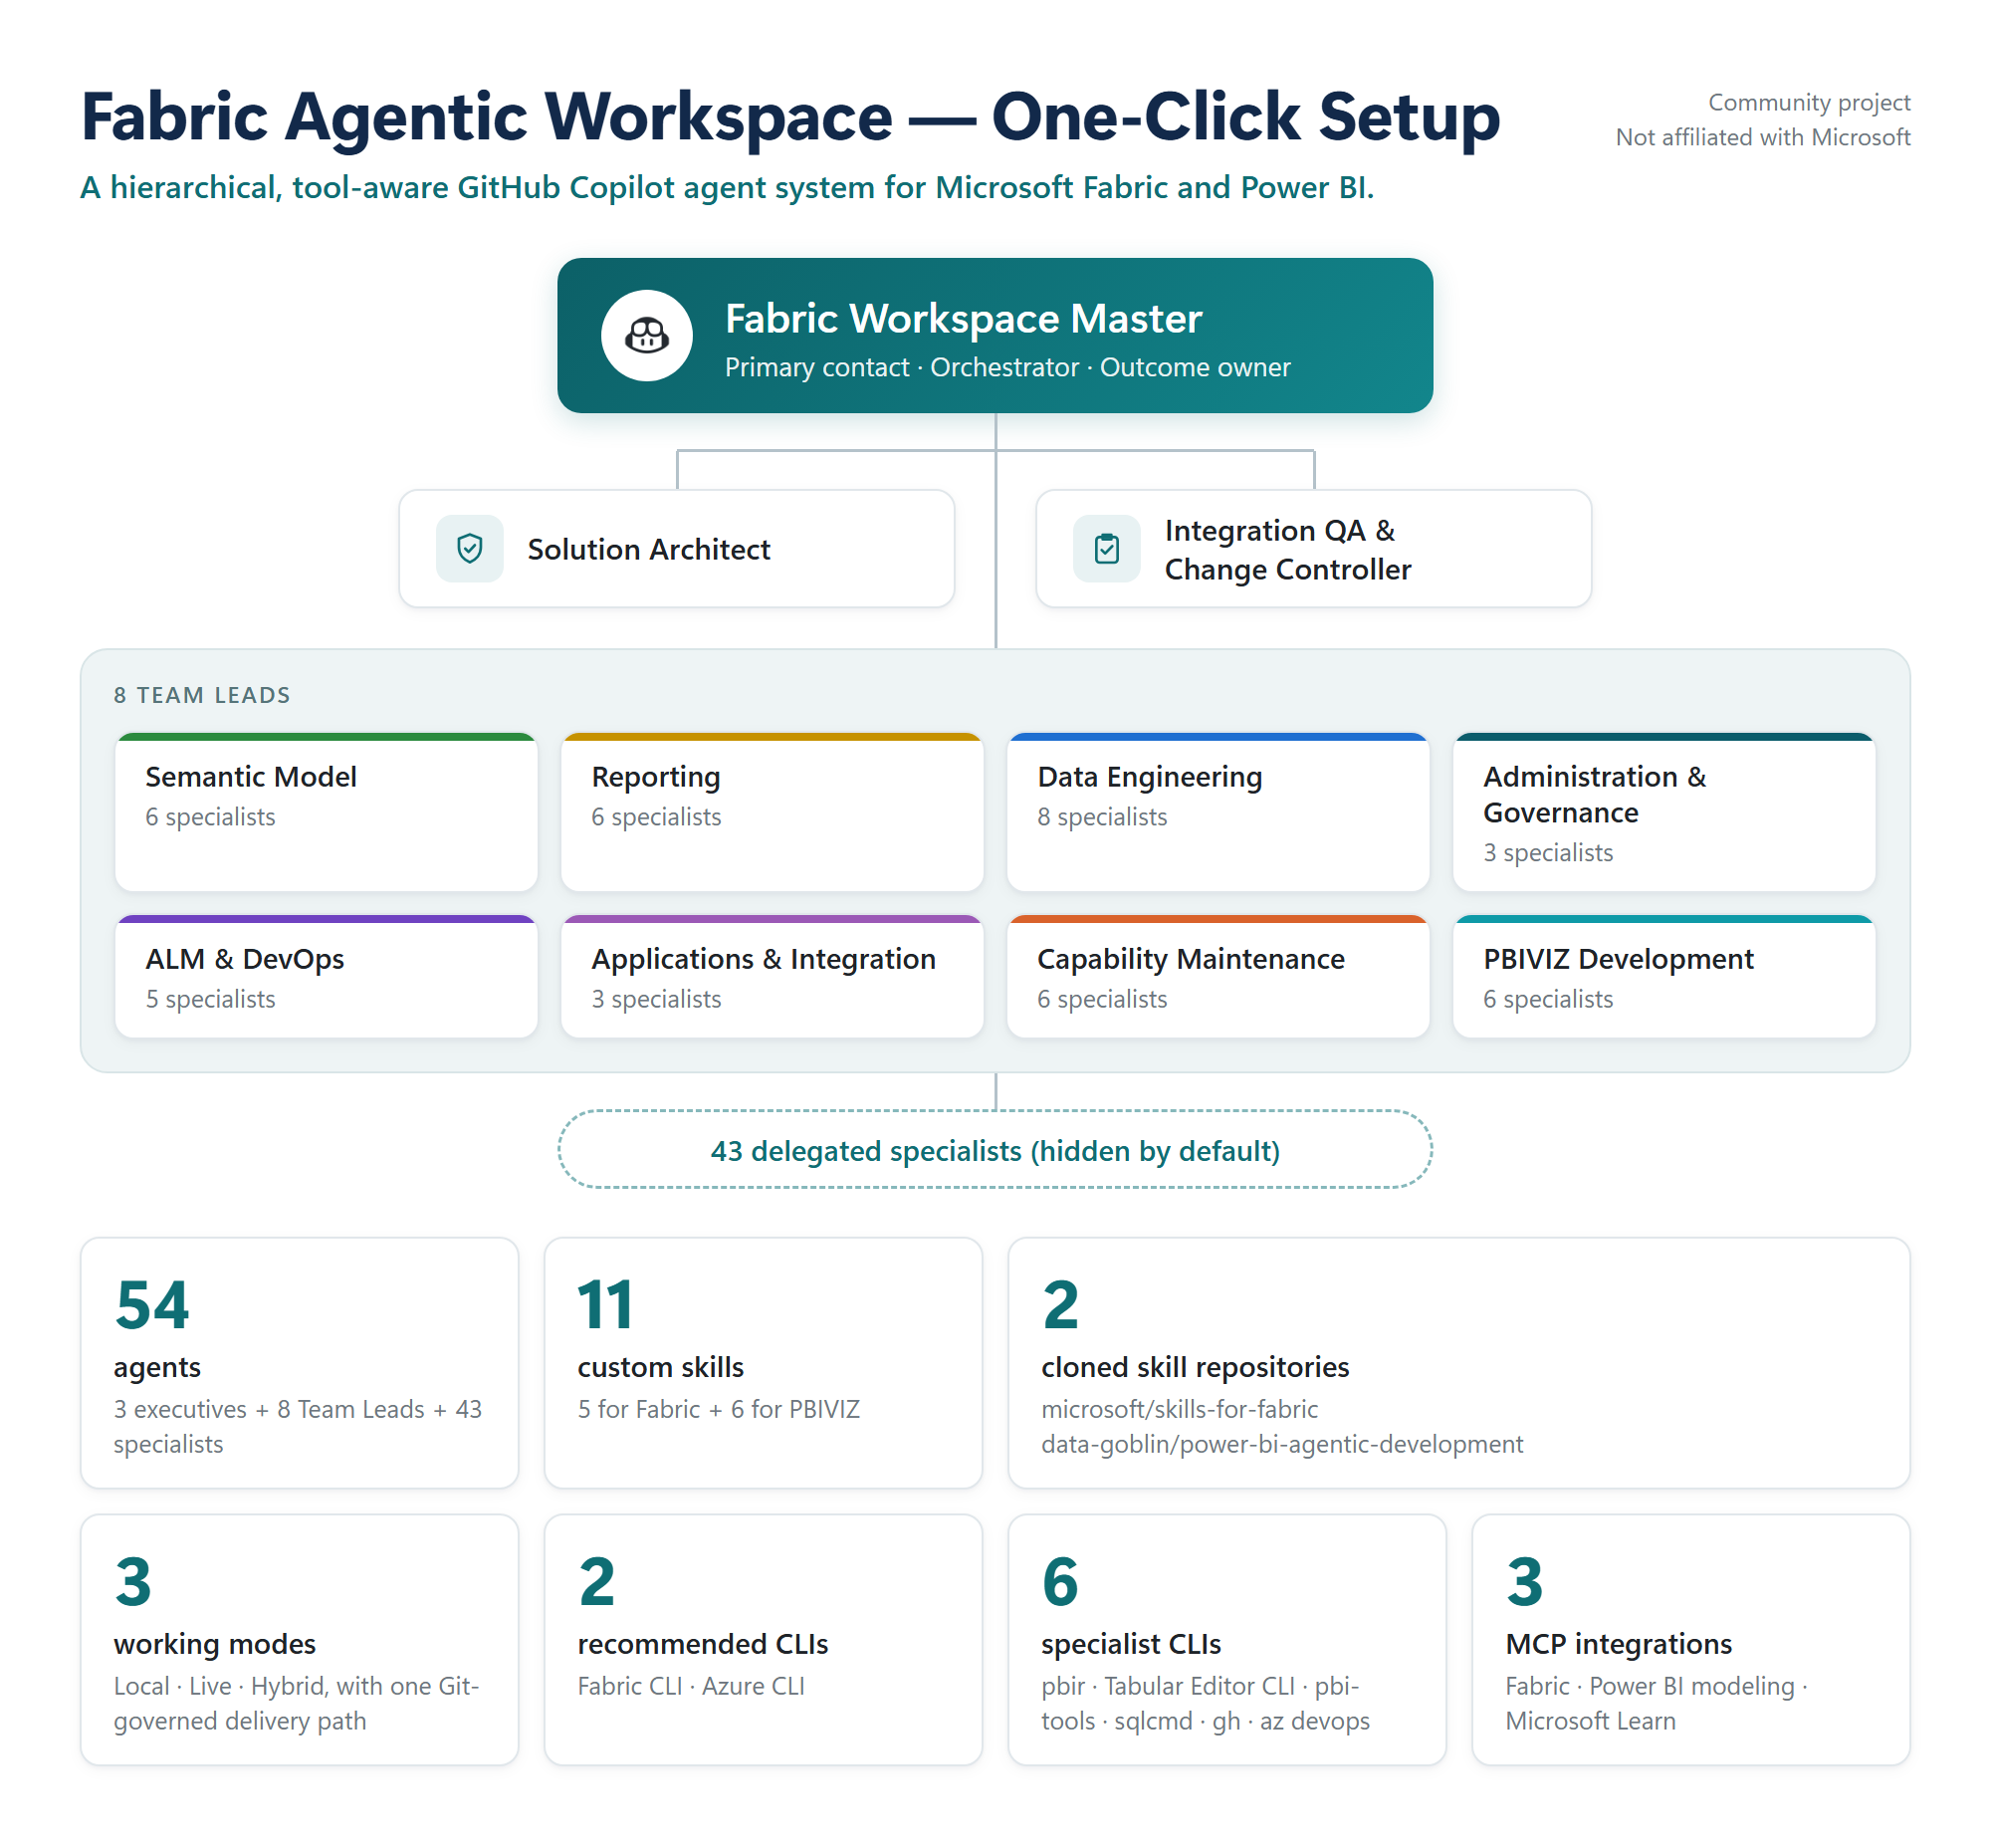 Fabric Agentic Workspace — One-Click Setup
Community project
Not affiliated with Microsoft
A hierarchical, tool-aware GitHub Copilot agent system for Microsoft Fabric and Power BI.
Fabric Workspace Master
Primary contact · Orchestrator · Outcome owner
Solution Architect
Integration QA &
Change Controller
8 TEAM LEADS
Semantic Model
6 specialists
Reporting
6 specialists
Data Engineering
8 specialists
Administration &
Governance
3 specialists
ALM & DevOps
5 specialists
Applications & Integration
3 specialists
Capability Maintenance
6 specialists
PBIVIZ Development
6 specialists
43 delegated specialists (hidden by default)
54
agents
3 executives + 8 Team Leads + 43
specialists
11
custom skills
5 for Fabric + 6 for PBIVIZ
2
cloned skill repositories
microsoft/skills-for-fabric
data-goblin/power-bi-agentic-development
3
working modes
Local · Live · Hybrid, with one Git-
governed delivery path
2
recommended CLIs
Fabric CLI · Azure CLI
6
specialist CLIs
pbir · Tabular Editor CLI · pbi-
tools · sqlcmd · gh · az devops
3
MCP integrations
Fabric · Power BI modeling ·
Microsoft Learn